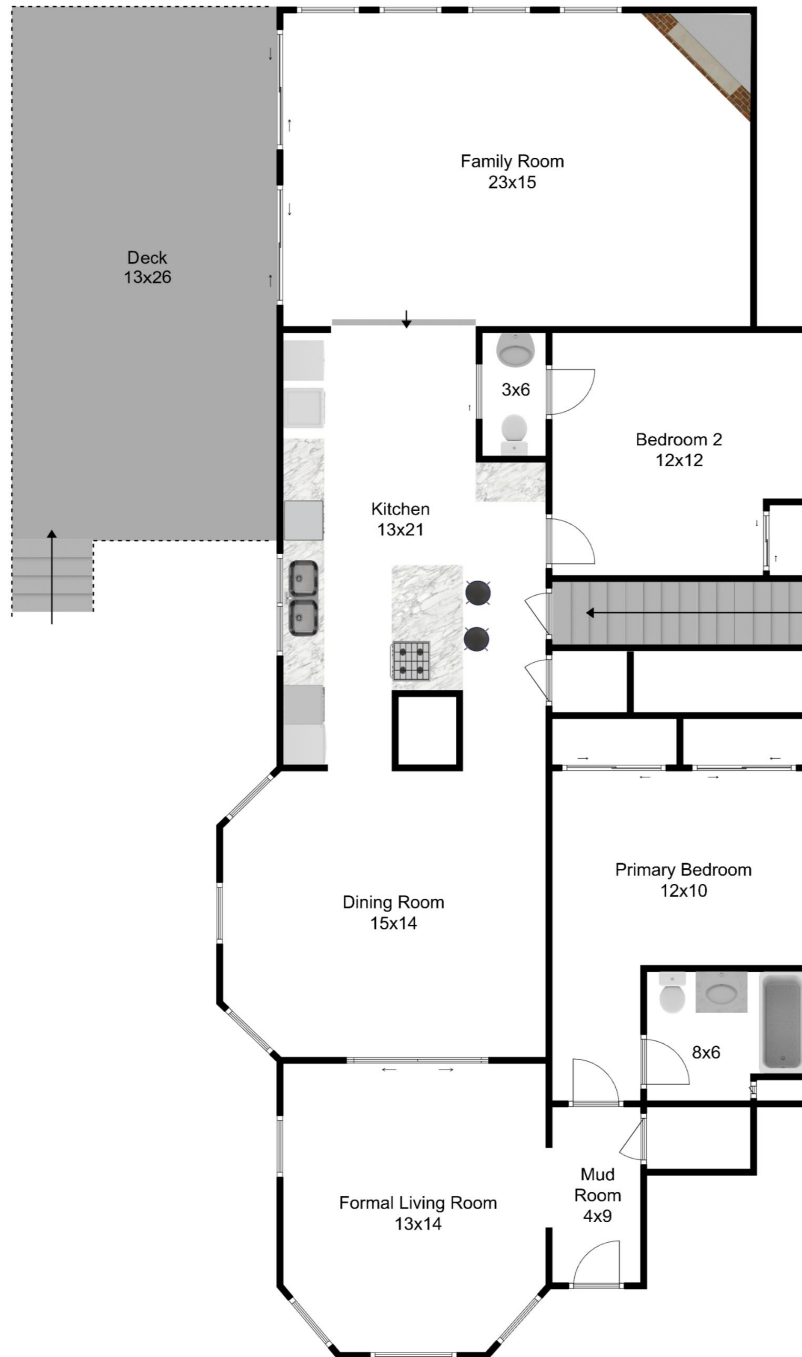 Family Room
23x15
Deck
13x26
3x6
Bedroom 2
12x12
Kitchen
13x21
Primary Bedroom
12x10
Dining Room
15x14
8x6
Mud
Room
4x9
Formal Living Room
13x14